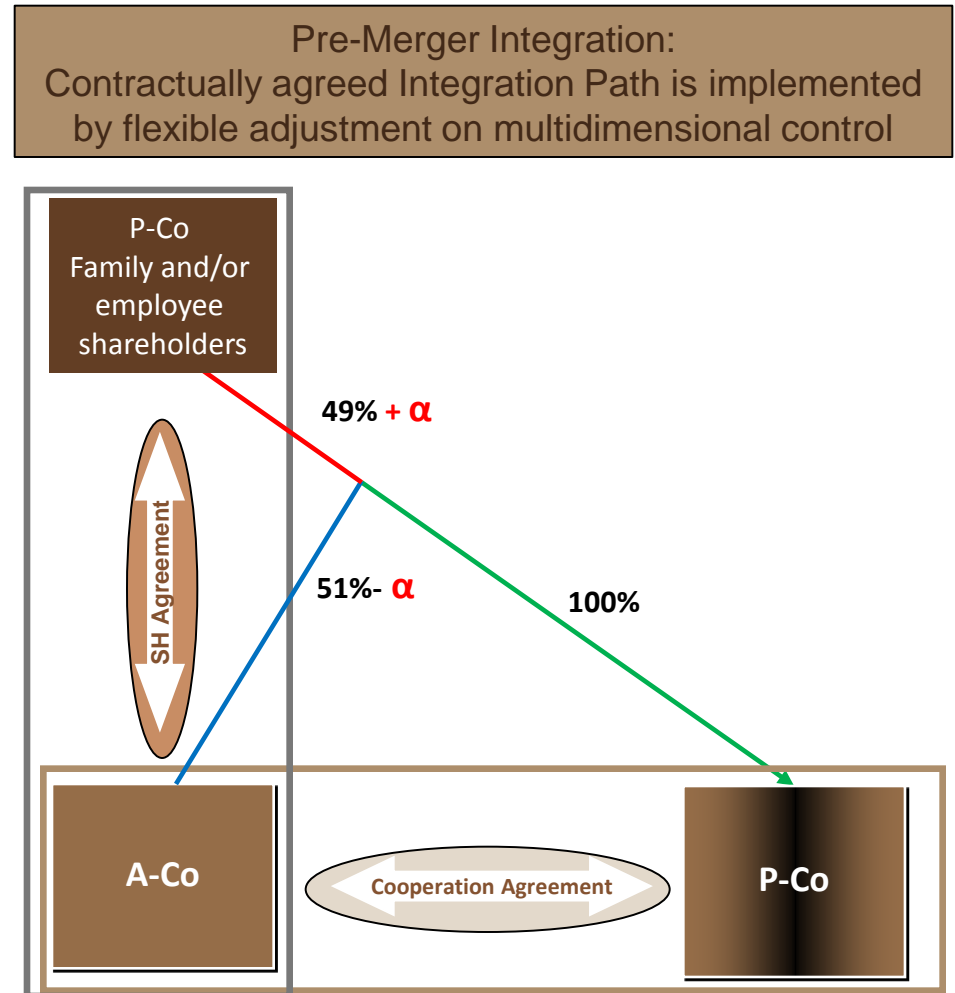 Pre-Merger Integration:
Contractually agreed Integration Path is implemented
by flexible adjustment on multidimensional control
P-Co
Family and/or
employee
shareholders
49% + α
SH Agreement
51%- α
100%
A-Co
Cooperation Agreement
P-Co